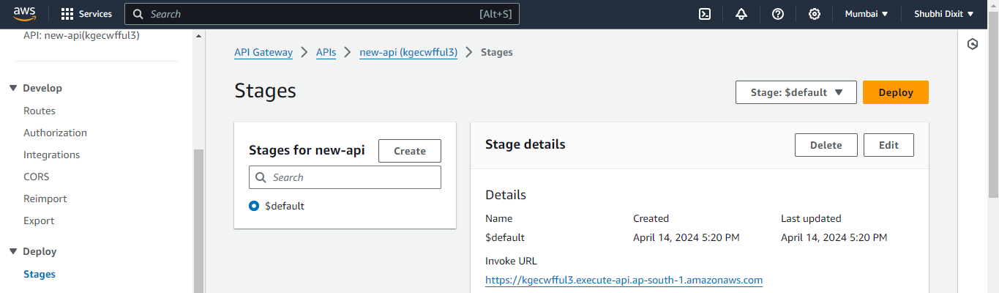 aws Services Search [Alt+S] Mumbai Shubhi Dixit
API: new-api(kgecwfful3)
Develop
Routes
Authorization
Integrations
CORS
Reimport
Export
Deploy
Stages
API Gateway APIs new-api (kgecwfful3) Stages
Stages
Stage: $default Deploy
Stages for new-api Create
Search
$default
Stage details Delete Edit
Details
Name Created Last updated
$default April 14, 2024 5:20 PM April 14, 2024 5:20 PM
Invoke URL
https://kgecwfful3.execute-api.ap-south-1.amazonaws.com